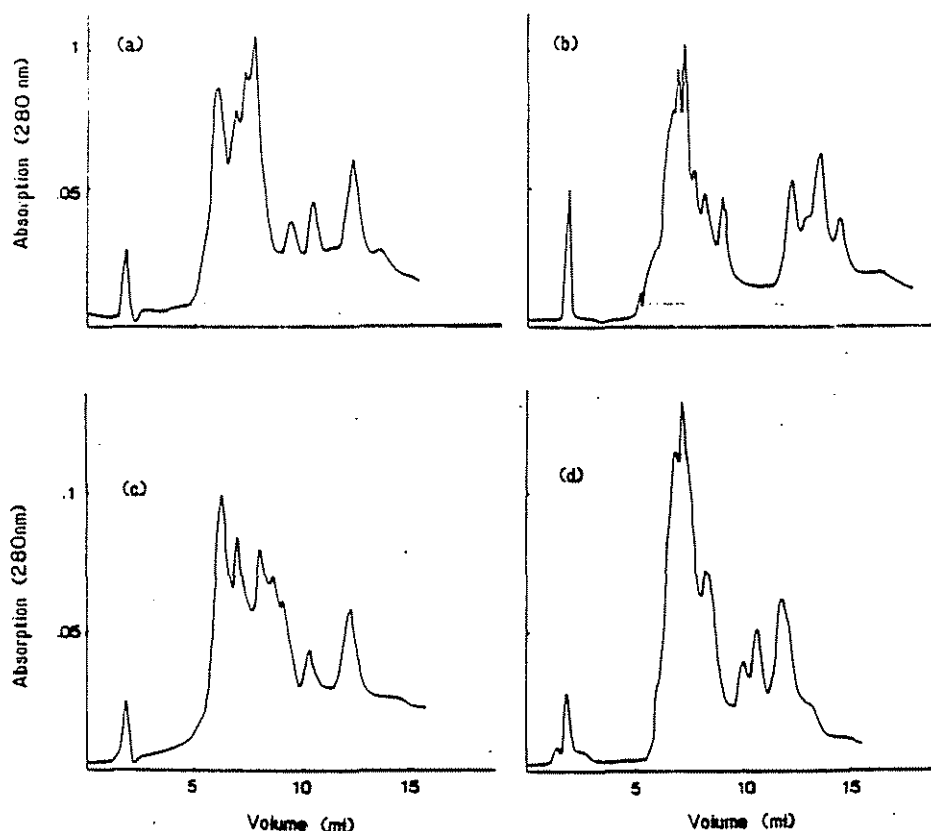 (a)
(b)
1
.05
Absorption (280 nm)
(c)
(d)
.1
.05
Absorption (280nm)
5
10
15
5
10
15
Volume (ml)
Volume (ml)